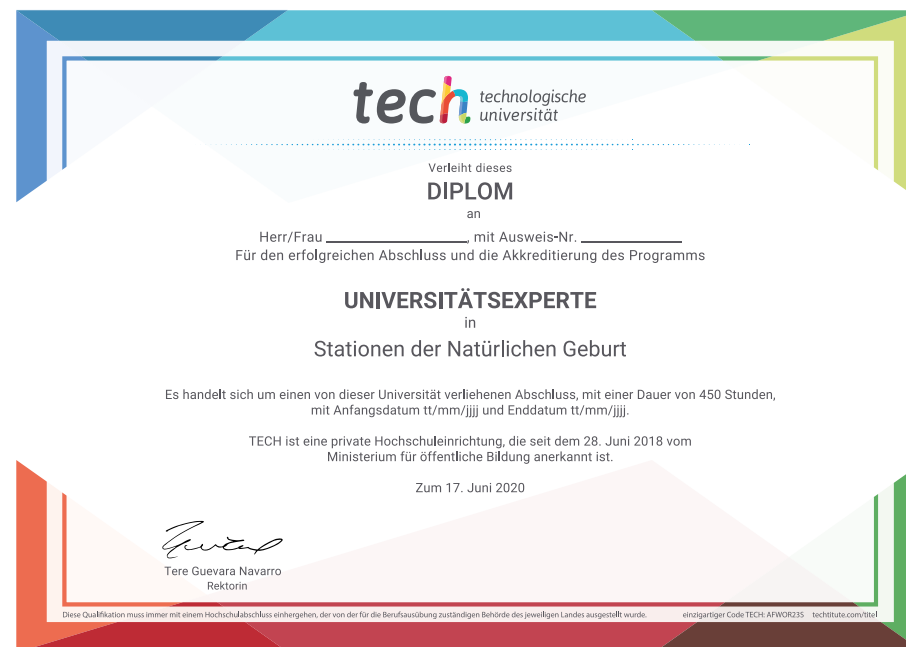 tech technologische
universität
Verleiht dieses
DIPLOM
an
Herr/Frau ____________, mit Ausweis-Nr. ____________
Für den erfolgreichen Abschluss und die Akkreditierung des Programms
UNIVERSITÄTSEXPERTE
in
Stationen der Natürlichen Geburt
Es handelt sich um einen von dieser Universität verliehenen Abschluss, mit einer Dauer von 450 Stunden,
mit Anfangsdatum tt/mm/jjjj und Enddatum tt/mm/jjjj.
TECH ist eine private Hochschuleinrichtung, die seit dem 28. Juni 2018 vom
Ministerium für öffentliche Bildung anerkannt ist.
Zum 17. Juni 2020
Tere Guevara Navarro
Rektorin
Diese Qualifikation muss immer mit einem Hochschulabschluss einhergehen, der von der für die Berufsausübung zuständigen Behörde des jeweiligen Landes ausgestellt wurde. einzigartiger Code TECH: AFWOR23S techtitute.com/titel